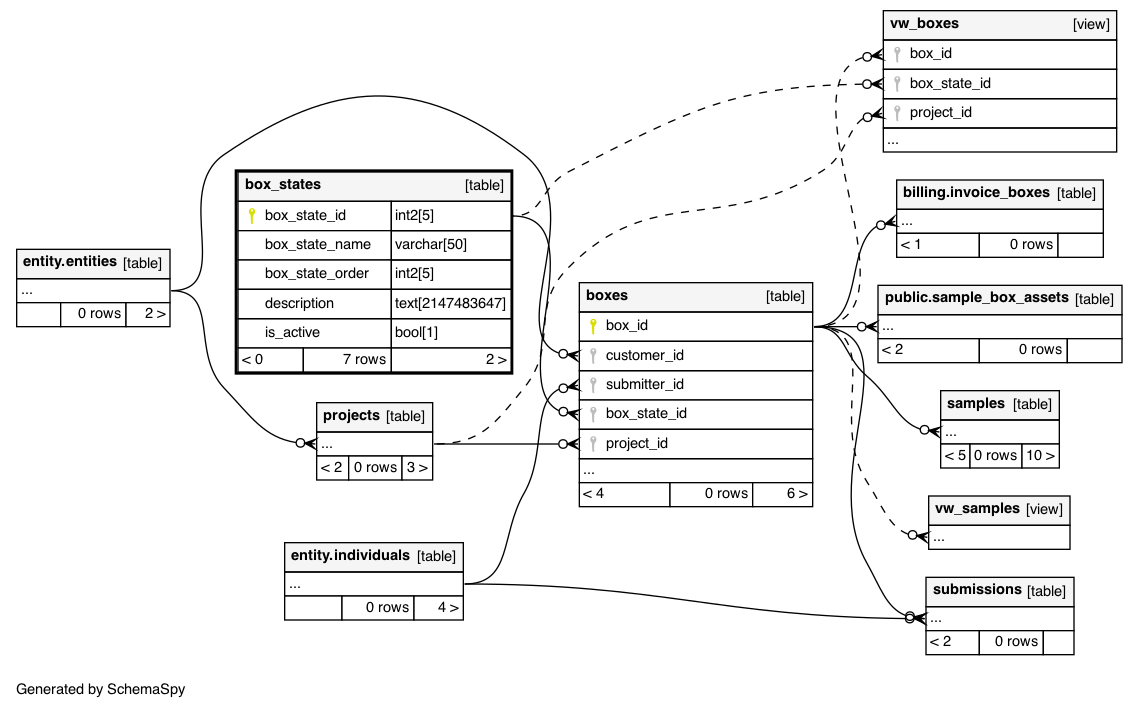 vw_boxes [view]
box_id
box_state_id
project_id
...
box_states [table]
box_state_id int2[5]
box_state_name varchar[50]
box_state_order int2[5]
description text[2147483647]
is_active bool[1]
< 0 7 rows 2 >
billing.invoice_boxes [table]
...
< 1 0 rows
entity.entities [table]
...
0 rows 2 >
boxes [table]
box_id
customer_id
submitter_id
box_state_id
project_id
...
< 4 0 rows 6 >
public.sample_box_assets [table]
...
< 2 0 rows
projects [table]
...
< 2 0 rows 3 >
samples [table]
...
< 5 0 rows 10 >
vw_samples [view]
...
entity.individuals [table]
...
0 rows 4 >
submissions [table]
...
< 2 0 rows
Generated by SchemaSpy